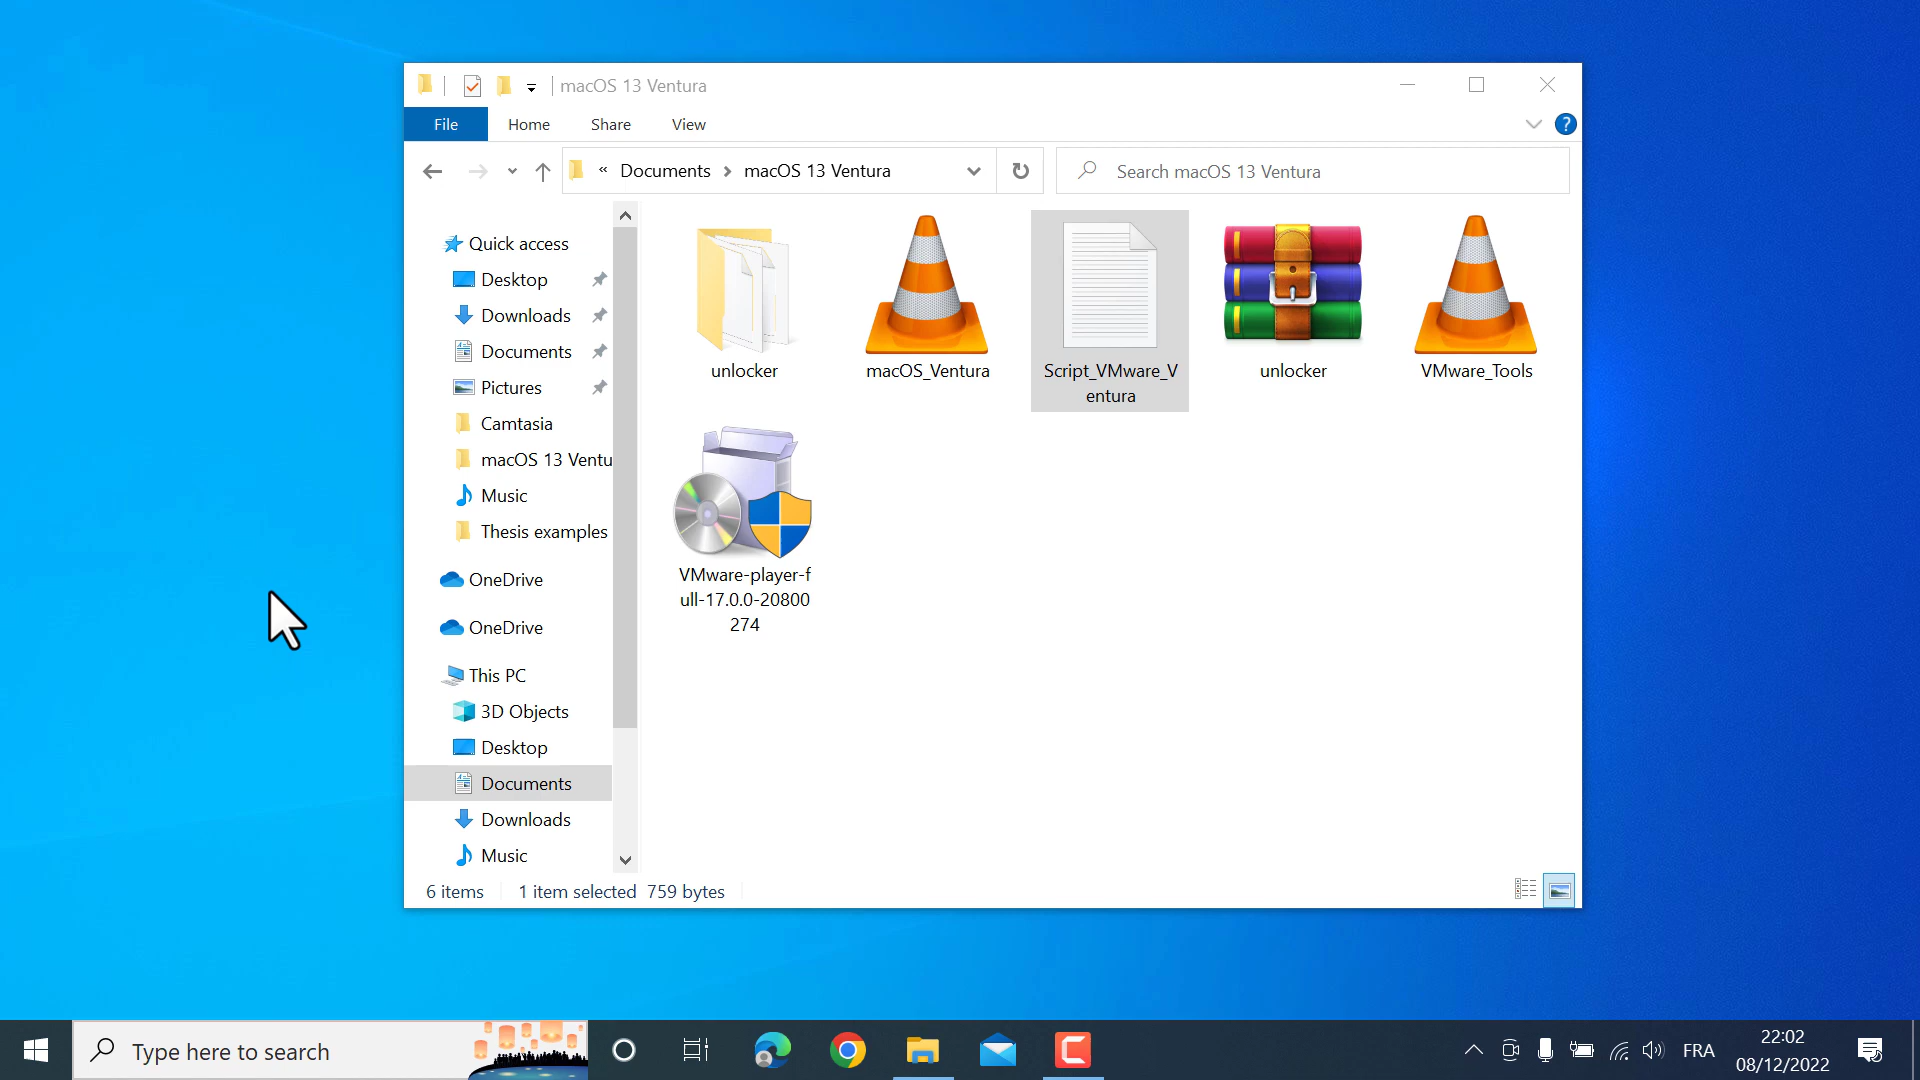 macOS 13 Ventura
File Home Share View
« Documents > macOS 13 Ventura
Search macOS 13 Ventura
Quick access
Desktop
Downloads
Documents
Pictures
Camtasia
macOS 13 Ventu
Music
Thesis examples
OneDrive
OneDrive
This PC
3D Objects
Desktop
Documents
Downloads
Music
unlocker
macOS_Ventura
Script_VMware_V
entura
unlocker
VMware_Tools
VMware-player-f
ull-17.0.0-20800
274
6 items 1 item selected 759 bytes
Type here to search
FRA
22:02
08/12/2022